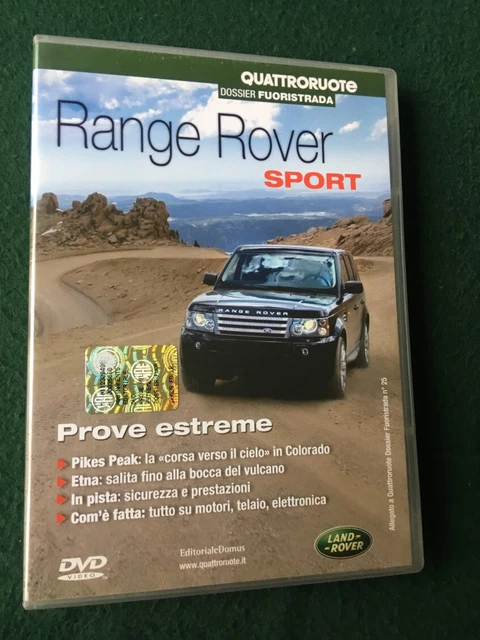 QUATTRORUOTE
DOSSIER FUORISTRADA
Range Rover
SPORT
RANGE ROVER
Prove estreme
Pikes Peak: la «corsa verso il cielo» in Colorado
Etna: salita fino alla bocca del vulcano
In pista: sicurezza e prestazioni
Com'è fatta: tutto su motori, telaio, elettronica
Allegato a Quattroruote Dossier Fuoristrada n° 25
EditorialeDomus
www.quattroruote.it
DVD
VIDEO
LAND-
-ROVER